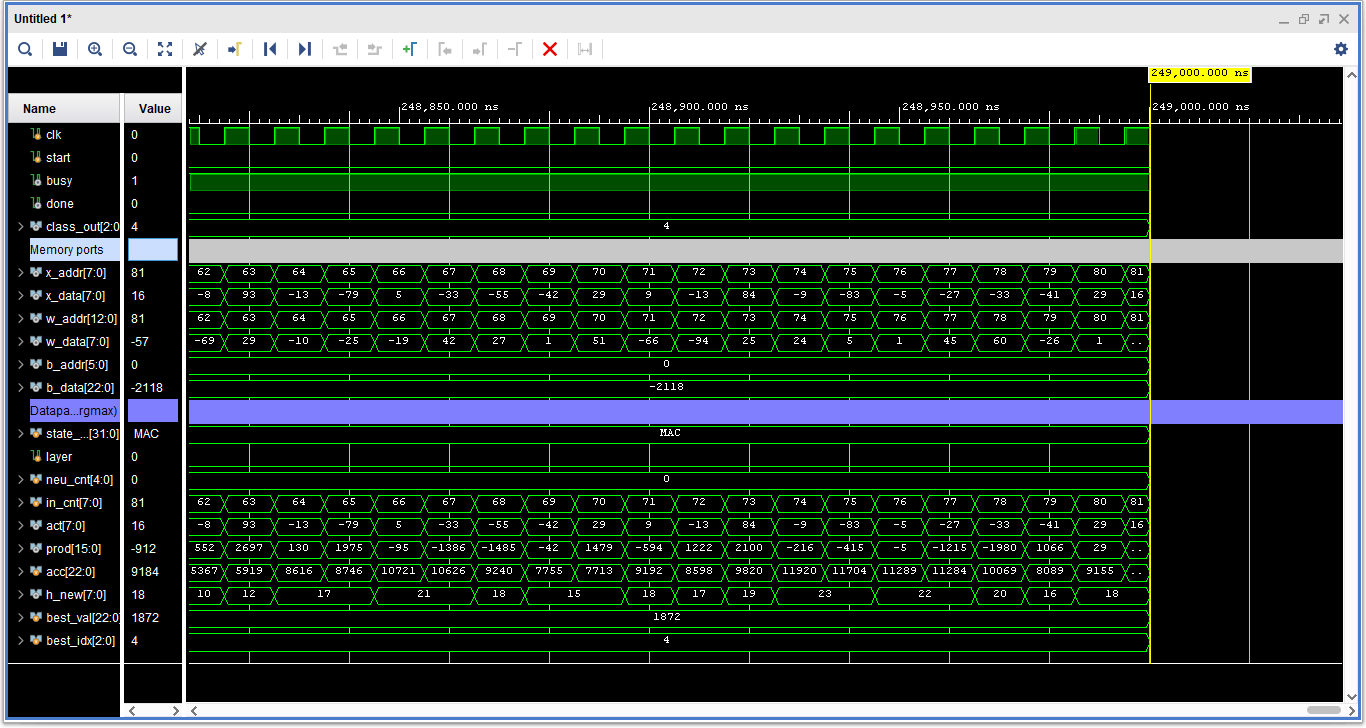 Untitled 1*
249,000.000 ns
Name Value
248,850.000 ns 248,900.000 ns 248,950.000 ns 249,000.000 ns
clk 0
start 0
busy 1
done 0
class_out[2:0 4 4
Memory ports
x_addr[7:0] 81 62 63 64 65 66 67 68 69 70 71 72 73 74 75 76 77 78 79 80 81
x_data[7:0] 16 -8 93 -13 -79 5 -33 -55 -42 29 9 -13 84 -9 -83 -5 -27 -33 -41 29 16
w_addr[12:0] 81 62 63 64 65 66 67 68 69 70 71 72 73 74 75 76 77 78 79 80 81
w_data[7:0] -57 -69 29 -10 -25 -19 42 27 1 51 -66 -94 25 24 5 1 45 60 -26 1 ..
b_addr[5:0] 0 0
b_data[22:0] -2118 -2118
Datapa...rgmax)
state_...[31:0] MAC MAC
layer 0
neu_cnt[4:0] 0 0
in_cnt[7:0] 81 62 63 64 65 66 67 68 69 70 71 72 73 74 75 76 77 78 79 80 81
act[7:0] 16 -8 93 -13 -79 5 -33 -55 -42 29 9 -13 84 -9 -83 -5 -27 -33 -41 29 16
prod[15:0] -912 552 2697 130 1975 -95 -1386 -1485 -42 1479 -594 1222 2100 -216 -415 -5 -1215 -1980 1066 29 ..
acc[22:0] 9184 5367 5919 8616 8746 10721 10626 9240 7755 7713 9192 8598 9820 11920 11704 11289 11284 10069 8089 9155 ..
h_new[7:0] 18 10 12 17 21 18 15 18 17 19 23 22 20 16 18
best_val[22:0] 1872 1872
best_idx[2:0] 4 4